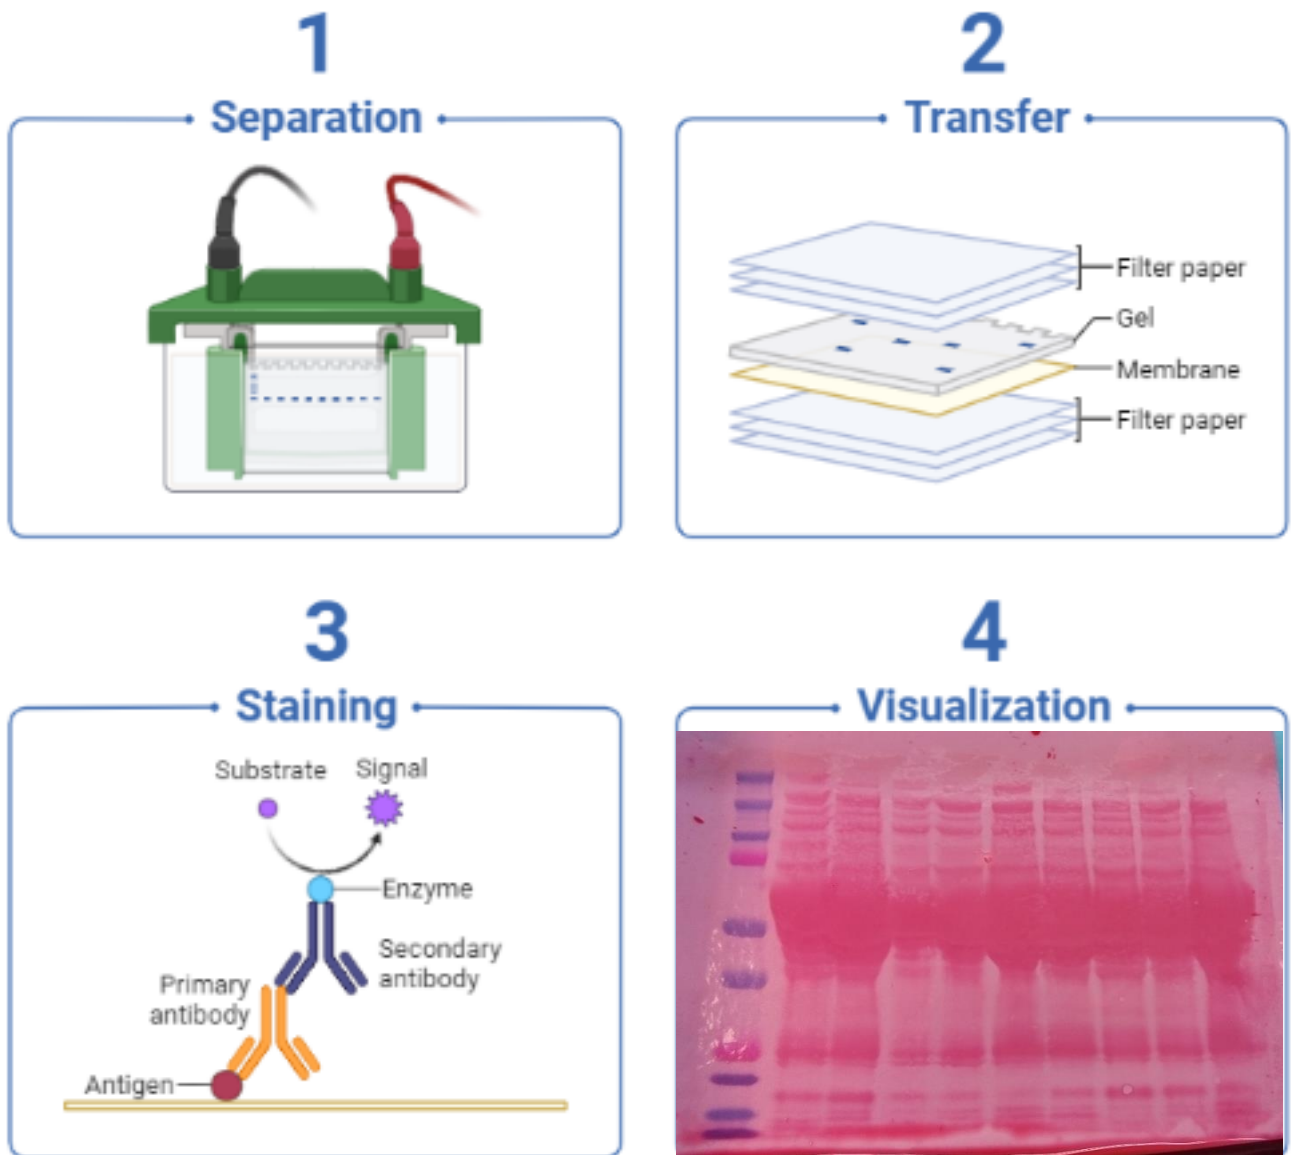 1
Separation
2
Transfer
Filter paper
Gel
Membrane
Filter paper
3
Staining
Substrate
Signal
Enzyme
Secondary
antibody
Primary
antibody
Antigen
4
Visualization